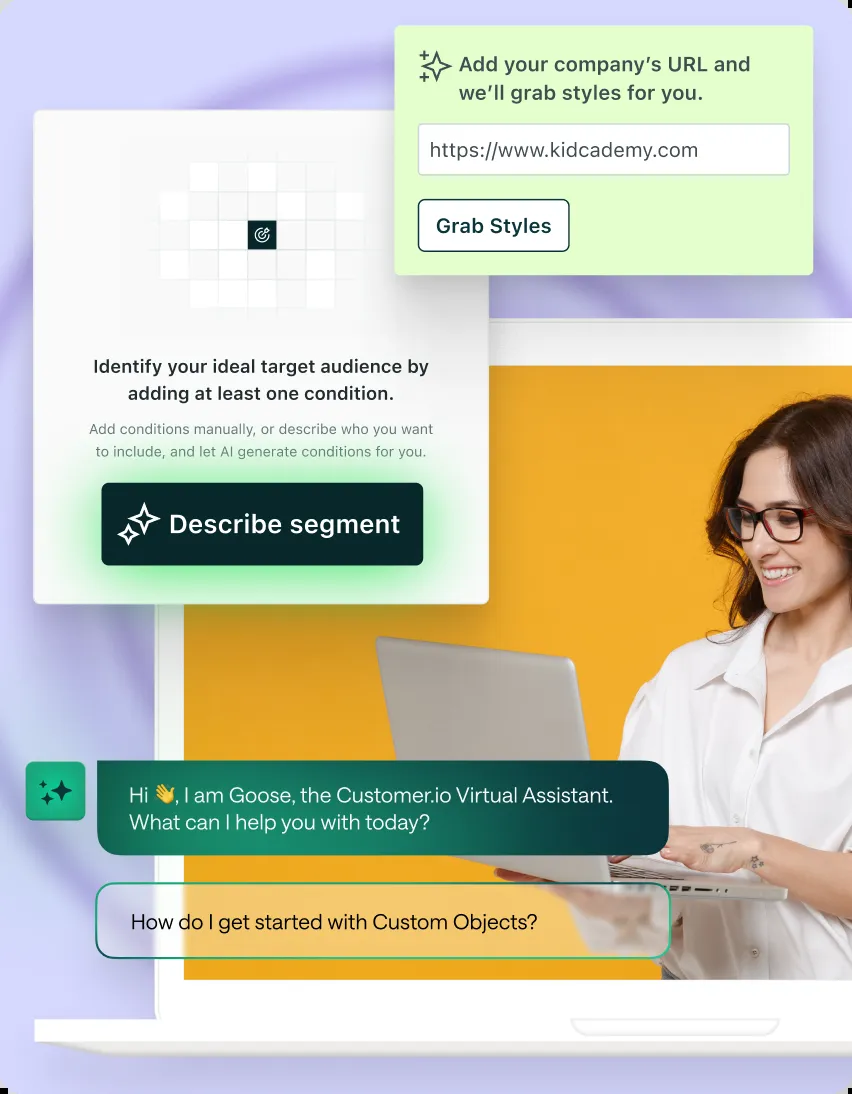 Add your company’s URL and
we’ll grab styles for you.
https://www.kidcademy.com
Grab Styles
Identify your ideal target audience by
adding at least one condition.
Add conditions manually, or describe who you want
to include, and let AI generate conditions for you.
Describe segment
Hi 👋, I am Goose, the Customer.io Virtual Assistant.
What can I help you with today?
How do I get started with Custom Objects?